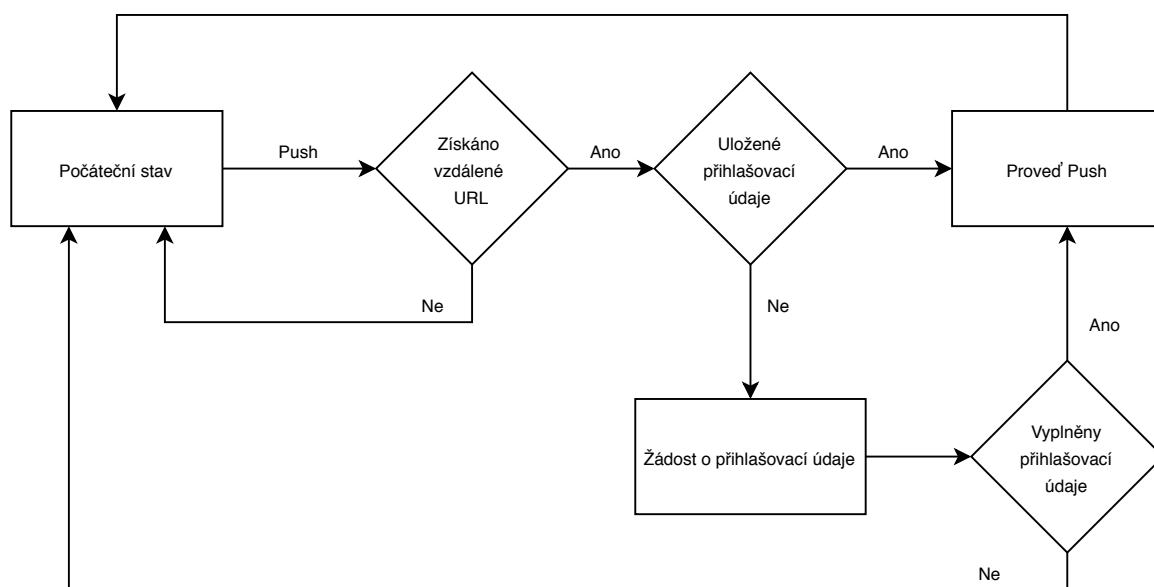 Počáteční stav
Push
Získáno
vzdálené
URL
Ano
Uložené
přihlašovací
údaje
Ano
Proveď Push
Ne
Ne
Ano
Žádost o přihlašovací údaje
Vyplněny
přihlašovací
údaje
Ne